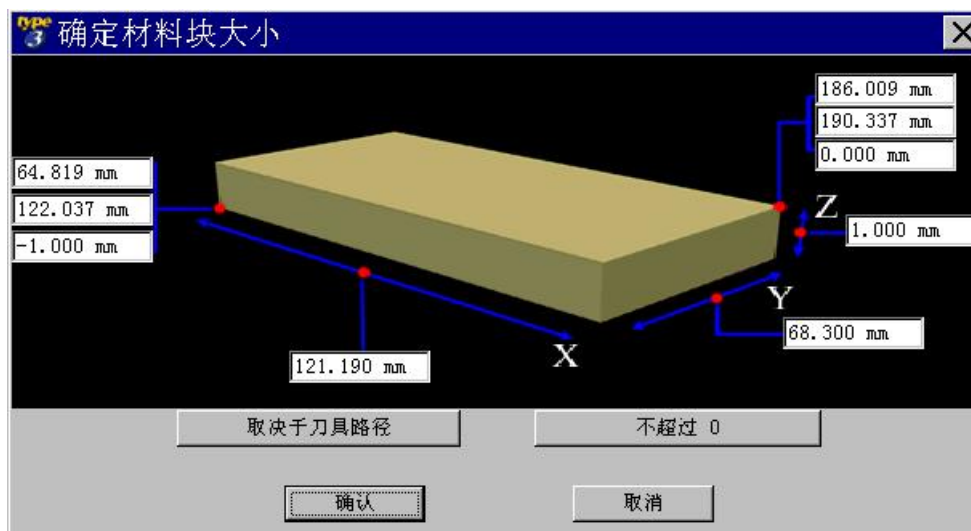 type3 确定材料块大小
186.009 mm
190.337 mm
0.000 mm
64.819 mm
122.037 mm
-1.000 mm
Z
1.000 mm
Y
68.300 mm
X
121.190 mm
取决于刀具路径
不超过 0
确认
取消